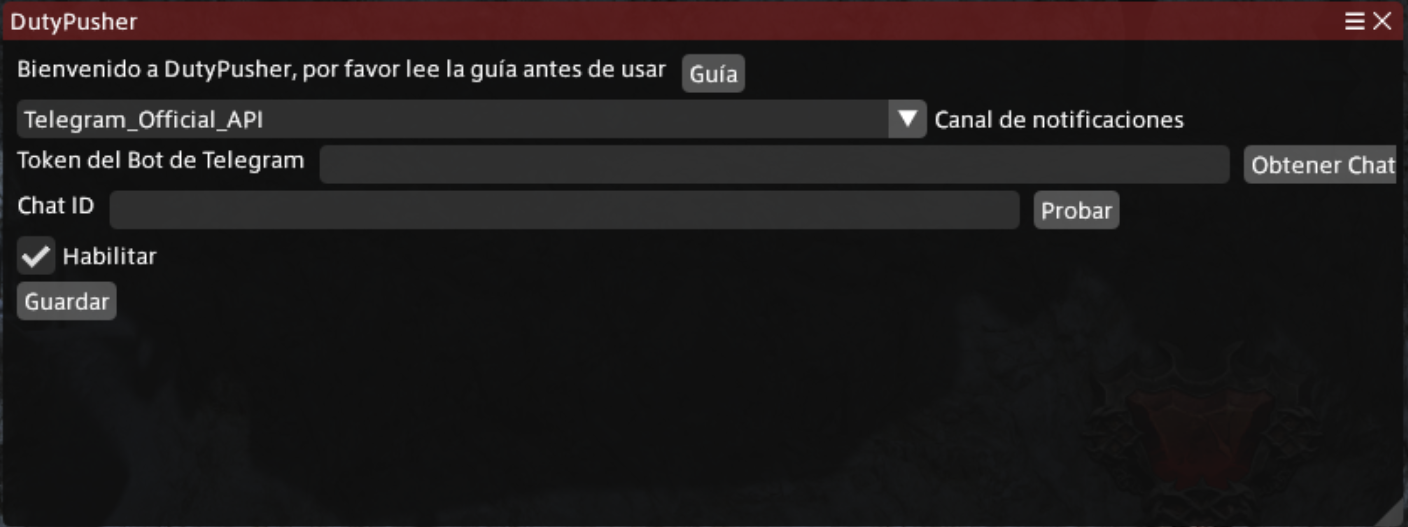 DutyPusher
Bienvenido a DutyPusher, por favor lee la guía antes de usar Guía
Telegram_Official_API Canal de notificaciones
Token del Bot de Telegram Obtener Chat
Chat ID Probar
Habilitar
Guardar